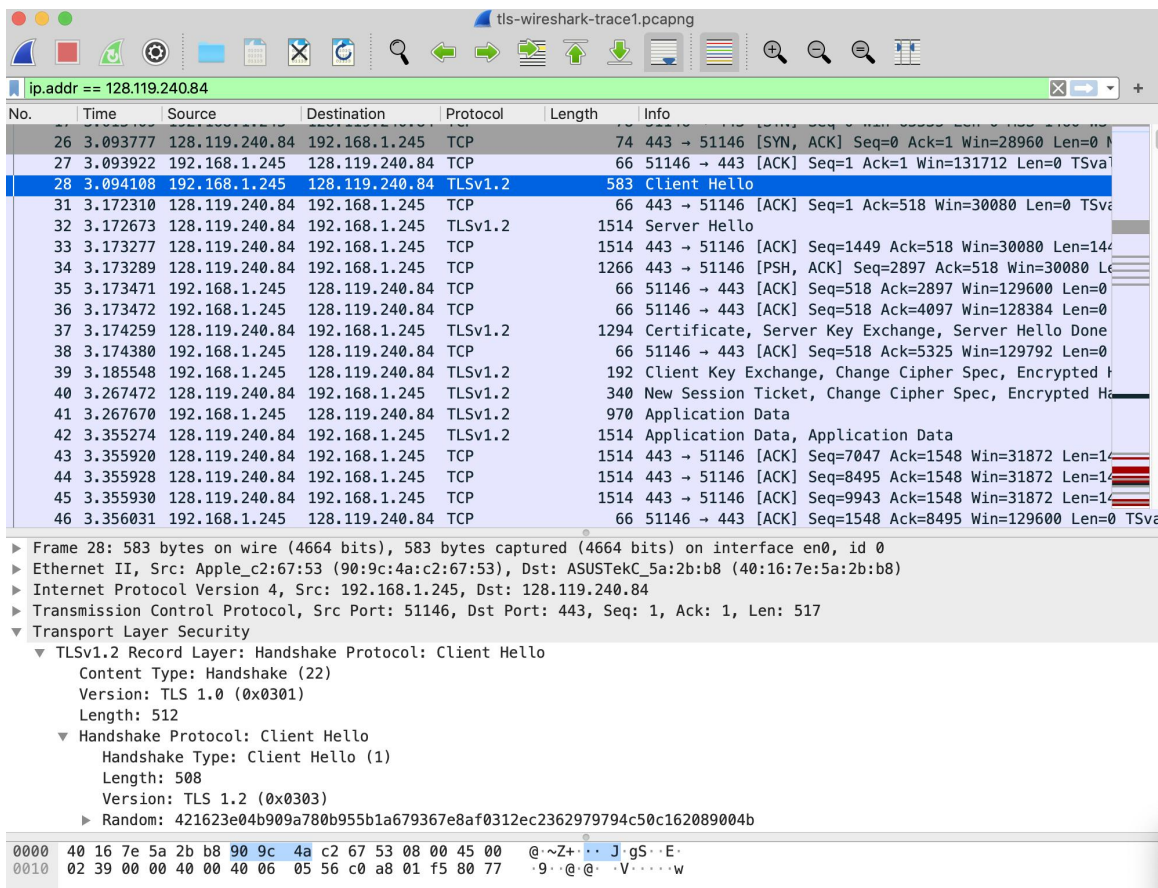 tls-wireshark-trace1.pcapng
ip.addr == 128.119.240.84
No. Time Source Destination Protocol Length Info
26 3.093777 128.119.240.84 192.168.1.245 TCP 74 443 → 51146 [SYN, ACK] Seq=0 Ack=1 Win=28960 Len=0 M
27 3.093922 192.168.1.245 128.119.240.84 TCP 66 51146 → 443 [ACK] Seq=1 Ack=1 Win=131712 Len=0 TSval
28 3.094108 192.168.1.245 128.119.240.84 TLSv1.2 583 Client Hello
31 3.172310 128.119.240.84 192.168.1.245 TCP 66 443 → 51146 [ACK] Seq=1 Ack=518 Win=30080 Len=0 TSva
32 3.172673 128.119.240.84 192.168.1.245 TLSv1.2 1514 Server Hello
33 3.173277 128.119.240.84 192.168.1.245 TCP 1514 443 → 51146 [ACK] Seq=1449 Ack=518 Win=30080 Len=144
34 3.173289 128.119.240.84 192.168.1.245 TCP 1266 443 → 51146 [PSH, ACK] Seq=2897 Ack=518 Win=30080 Le
35 3.173471 192.168.1.245 128.119.240.84 TCP 66 51146 → 443 [ACK] Seq=518 Ack=2897 Win=129600 Len=0
36 3.173472 192.168.1.245 128.119.240.84 TCP 66 51146 → 443 [ACK] Seq=518 Ack=4097 Win=128384 Len=0
37 3.174259 128.119.240.84 192.168.1.245 TLSv1.2 1294 Certificate, Server Key Exchange, Server Hello Done
38 3.174380 192.168.1.245 128.119.240.84 TCP 66 51146 → 443 [ACK] Seq=518 Ack=5325 Win=129792 Len=0
39 3.185548 192.168.1.245 128.119.240.84 TLSv1.2 192 Client Key Exchange, Change Cipher Spec, Encrypted H
40 3.267472 128.119.240.84 192.168.1.245 TLSv1.2 340 New Session Ticket, Change Cipher Spec, Encrypted Ha
41 3.267670 192.168.1.245 128.119.240.84 TLSv1.2 970 Application Data
42 3.355274 128.119.240.84 192.168.1.245 TLSv1.2 1514 Application Data, Application Data
43 3.355920 128.119.240.84 192.168.1.245 TCP 1514 443 → 51146 [ACK] Seq=7047 Ack=1548 Win=31872 Len=14
44 3.355928 128.119.240.84 192.168.1.245 TCP 1514 443 → 51146 [ACK] Seq=8495 Ack=1548 Win=31872 Len=14
45 3.355930 128.119.240.84 192.168.1.245 TCP 1514 443 → 51146 [ACK] Seq=9943 Ack=1548 Win=31872 Len=14
46 3.356031 192.168.1.245 128.119.240.84 TCP 66 51146 → 443 [ACK] Seq=1548 Ack=8495 Win=129600 Len=0 TSva
Frame 28: 583 bytes on wire (4664 bits), 583 bytes captured (4664 bits) on interface en0, id 0
Ethernet II, Src: Apple_c2:67:53 (90:9c:4a:c2:67:53), Dst: ASUSTekC_5a:2b:b8 (40:16:7e:5a:2b:b8)
Internet Protocol Version 4, Src: 192.168.1.245, Dst: 128.119.240.84
Transmission Control Protocol, Src Port: 51146, Dst Port: 443, Seq: 1, Ack: 1, Len: 517
Transport Layer Security
TLSv1.2 Record Layer: Handshake Protocol: Client Hello
Content Type: Handshake (22)
Version: TLS 1.0 (0x0301)
Length: 512
Handshake Protocol: Client Hello
Handshake Type: Client Hello (1)
Length: 508
Version: TLS 1.2 (0x0303)
Random: 421623e04b909a780b955b1a679367e8af0312ec2362979794c50c162089004b
0000 40 16 7e 5a 2b b8 90 9c 4a c2 67 53 08 00 45 00 @·~Z+···J·gS··E·
0010 02 39 00 00 40 00 40 06 05 56 c0 a8 01 f5 80 77 ·9··@·@··V·····w